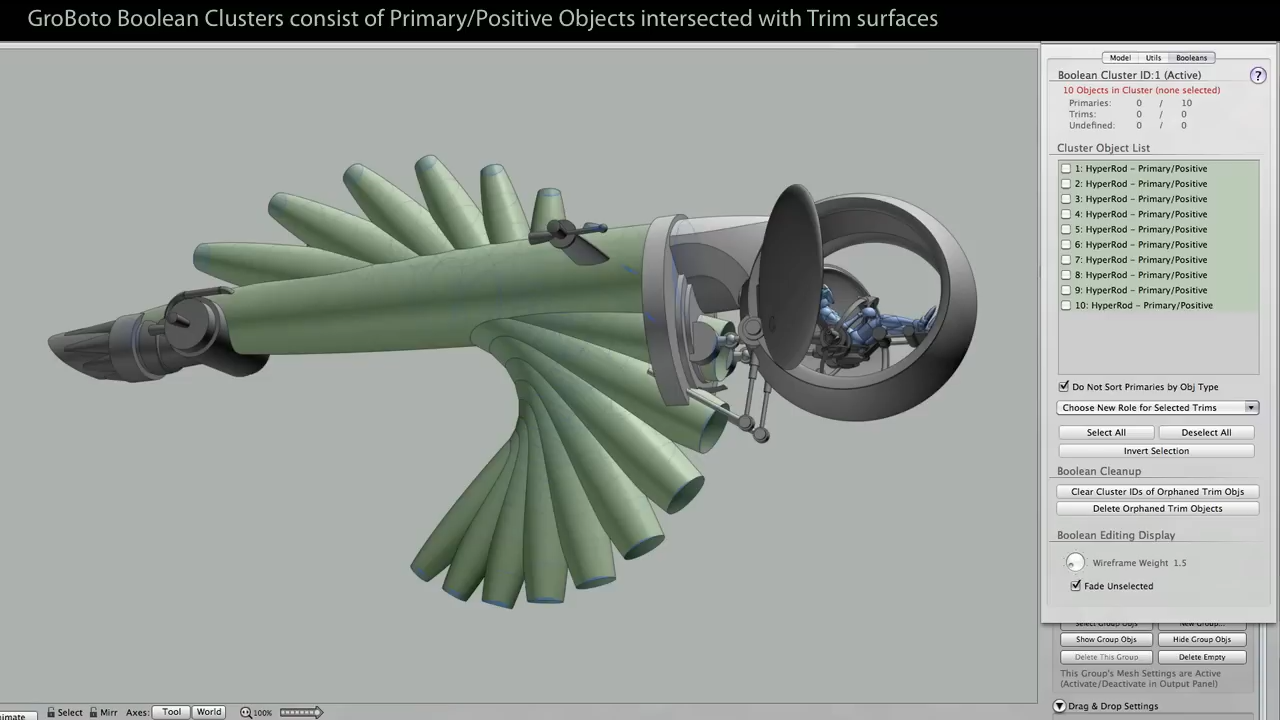 GroBoto Boolean Clusters consist of Primary/Positive Objects intersected with Trim surfaces
Model Utils Booleans
Boolean Cluster ID:1 (Active) ?
10 Objects in Cluster (none selected)
Primaries: 0 / 10
Trims: 0 / 0
Undefined: 0 / 0
Cluster Object List
1: HyperRod - Primary/Positive
2: HyperRod - Primary/Positive
3: HyperRod - Primary/Positive
4: HyperRod - Primary/Positive
5: HyperRod - Primary/Positive
6: HyperRod - Primary/Positive
7: HyperRod - Primary/Positive
8: HyperRod - Primary/Positive
9: HyperRod - Primary/Positive
10: HyperRod - Primary/Positive
Do Not Sort Primaries by Obj Type
Choose New Role for Selected Trims
Select All Deselect All
Invert Selection
Boolean Cleanup
Clear Cluster IDs of Orphaned Trim Objs
Delete Orphaned Trim Objects
Boolean Editing Display
Wireframe Weight 1.5
Fade Unselected
Select Group Objs New Group...
Show Group Objs Hide Group Objs
Delete This Group Delete Empty
This Group's Mesh Settings are Active
(Activate/Deactivate in Output Panel)
Drag & Drop Settings
nimate Select Mirr Axes: Tool World 100%